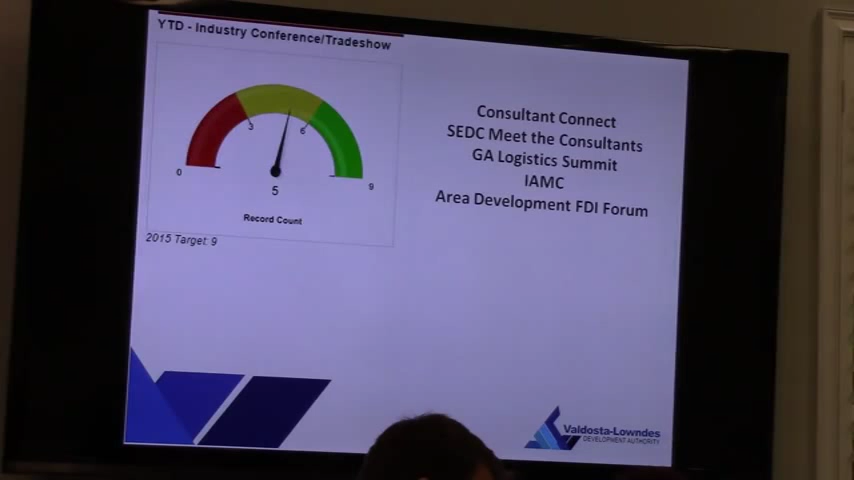 YTD - Industry Conference/Tradeshow
3
6
0
9
5
Record Count
2015 Target: 9
Consultant Connect
SEDC Meet the Consultants
GA Logistics Summit
IAMC
Area Development FDI Forum
Valdosta-Lowndes
DEVELOPMENT AUTHORITY